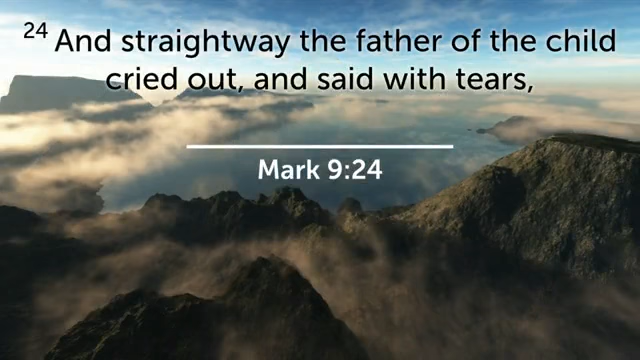 24 And straightway the father of the child
cried out, and said with tears,
Mark 9:24